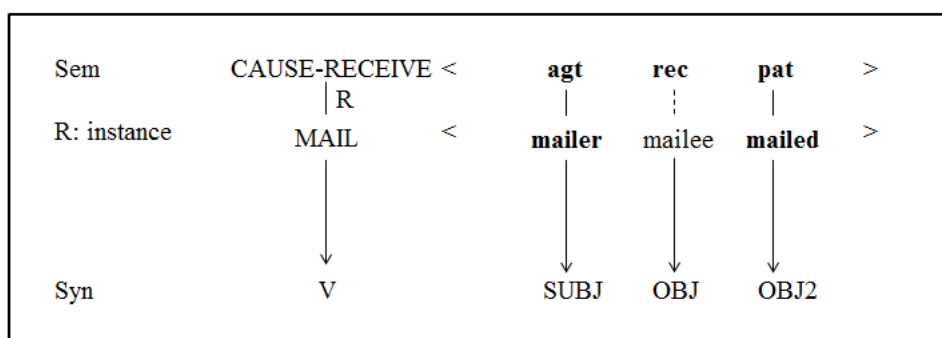 Sem CAUSE-RECEIVE < agt rec pat >
R
R: instance MAIL < mailer mailee mailed >
Syn V SUBJ OBJ OBJ2